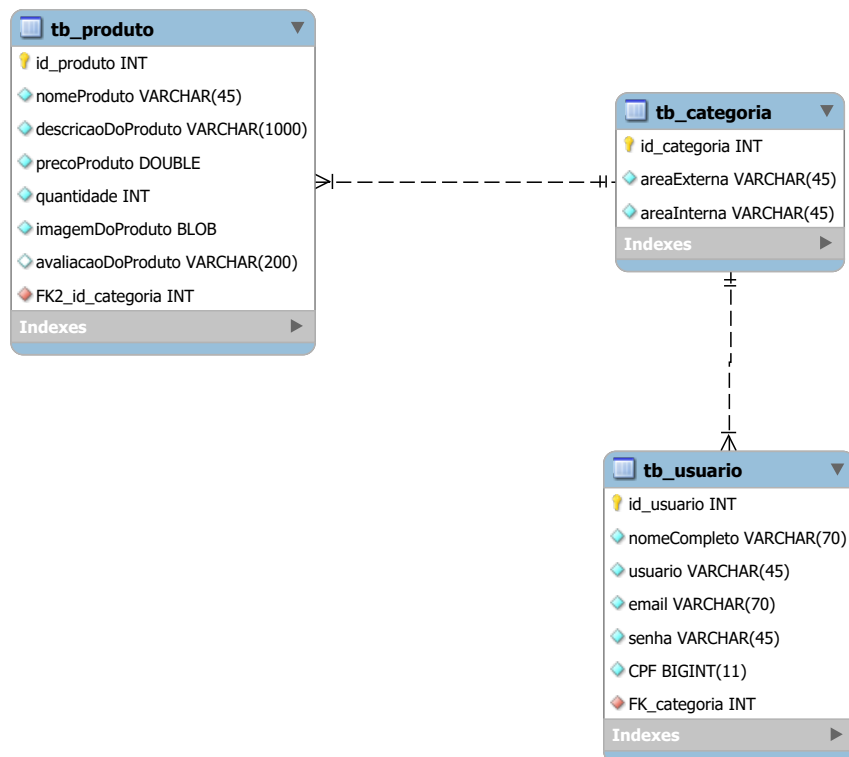 tb_produto
id_produto INT
nomeProduto VARCHAR(45)
descricaoDoProduto VARCHAR(1000)
precoProduto DOUBLE
quantidade INT
imagemDoProduto BLOB
avaliacaoDoProduto VARCHAR(200)
FK2_id_categoria INT
Indexes
tb_categoria
id_categoria INT
areaExterna VARCHAR(45)
areaInterna VARCHAR(45)
Indexes
tb_usuario
id_usuario INT
nomeCompleto VARCHAR(70)
usuario VARCHAR(45)
email VARCHAR(70)
senha VARCHAR(45)
CPF BIGINT(11)
FK_categoria INT
Indexes